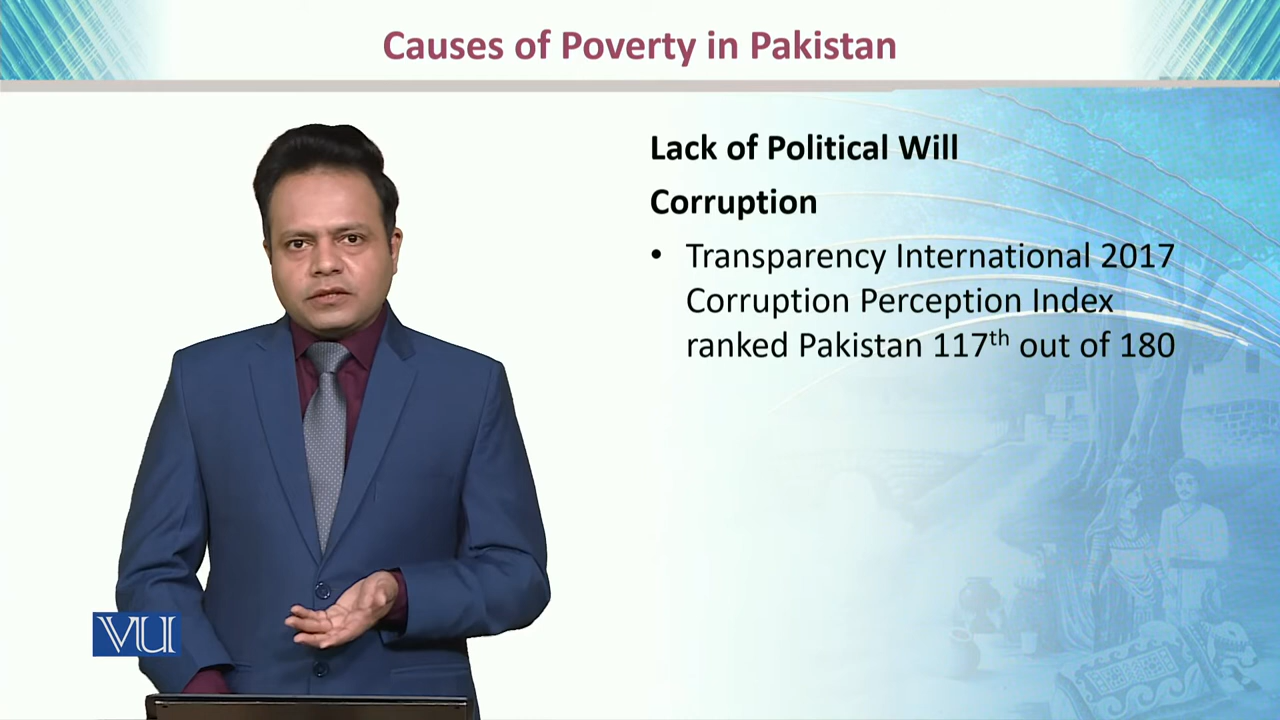 Causes of Poverty in Pakistan
Lack of Political Will
Corruption
• Transparency International 2017
Corruption Perception Index
ranked Pakistan 117th out of 180
VU